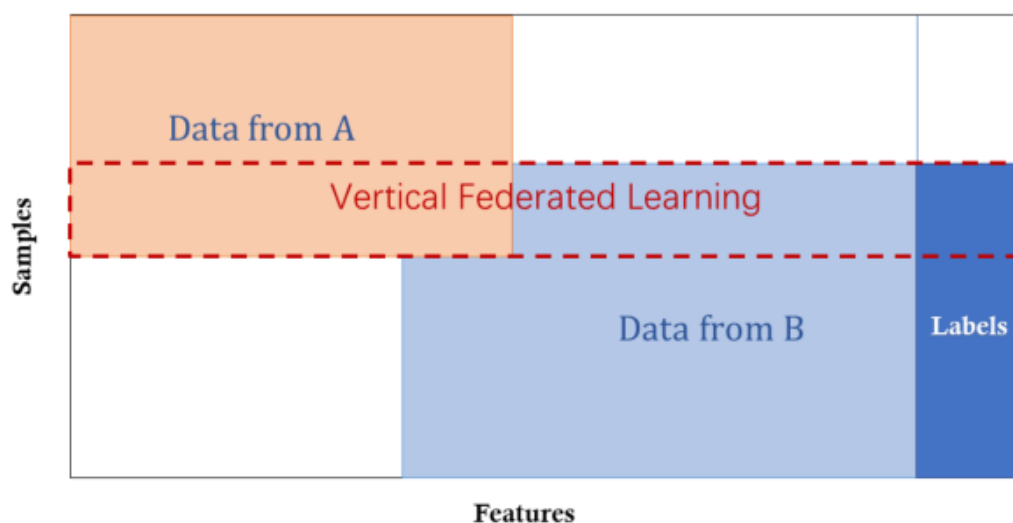 Data from A
Vertical Federated Learning
Samples
Data from B
Labels
Features